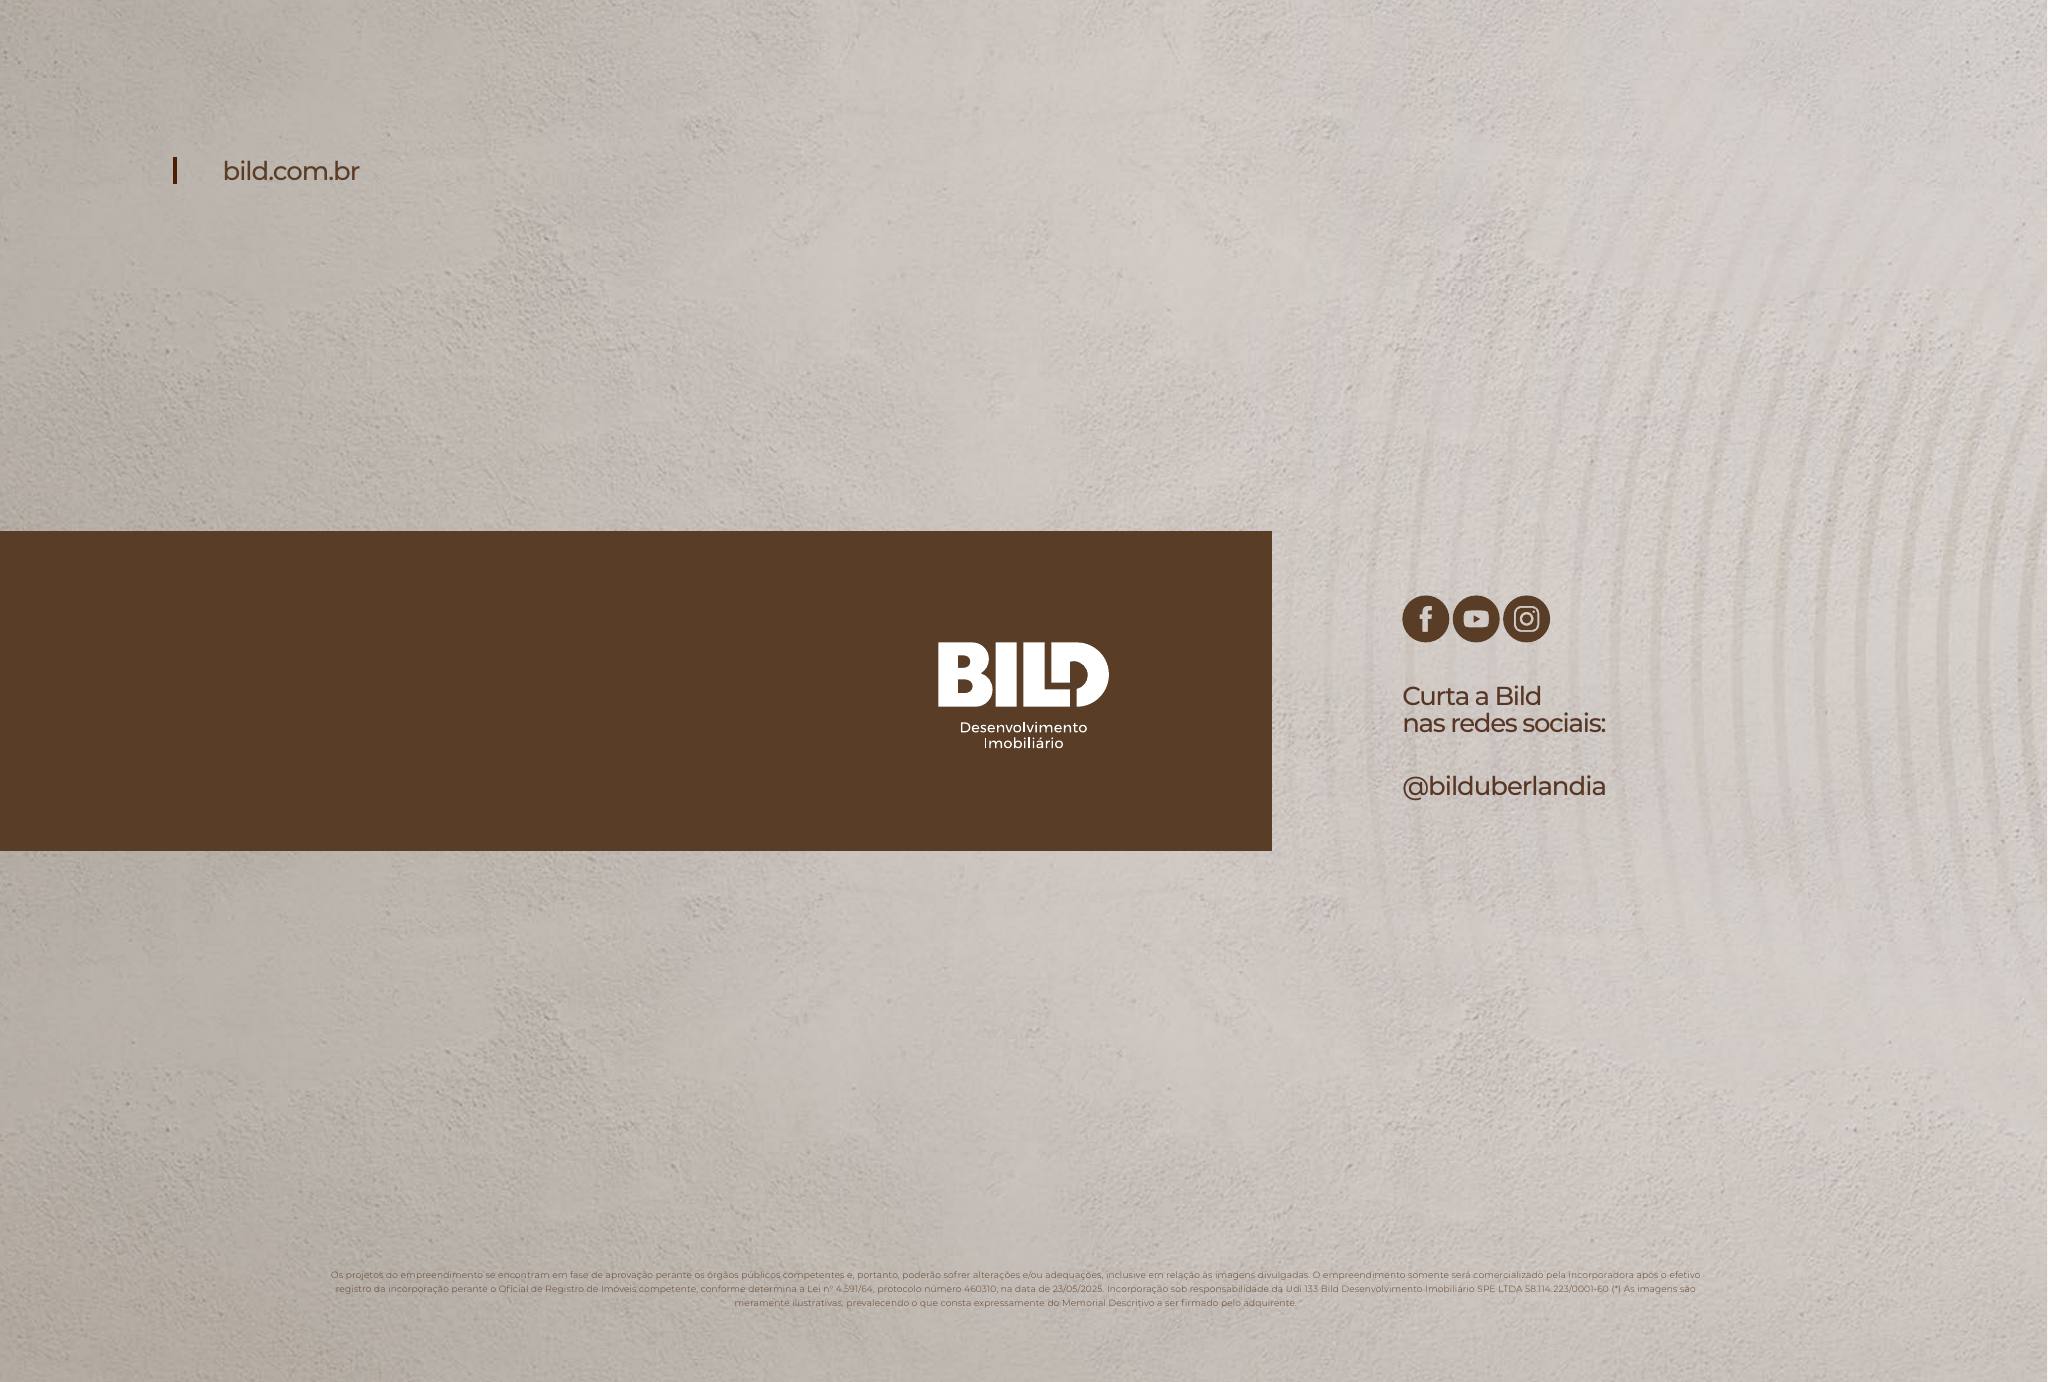 bild.com.br
BILD
Desenvolvimento
Imobiliário
Curta a Bild
nas redes sociais:
@bilduberlandia
Os projetos do empreendimento se encontram em fase de aprovação perante os órgãos públicos competentes e, portanto, poderão sofrer alterações e/ou adequações, inclusive em relação às imagens divulgadas. O empreendimento somente será comercializado pela Incorporadora após o efetivo
registro da incorporação perante o Oficial de Registro de Imóveis competente, conforme determina a Lei nº 4.591/64, protocolo número 460310, na data de 23/05/2025. Incorporação sob responsabilidade da Udi 133 Bild Desenvolvimento Imobiliário SPE LTDA 58.114.223/0001-60 (*) As imagens são
meramente ilustrativas, prevalecendo o que consta expressamente do Memorial Descritivo a ser firmado pelo adquirente.